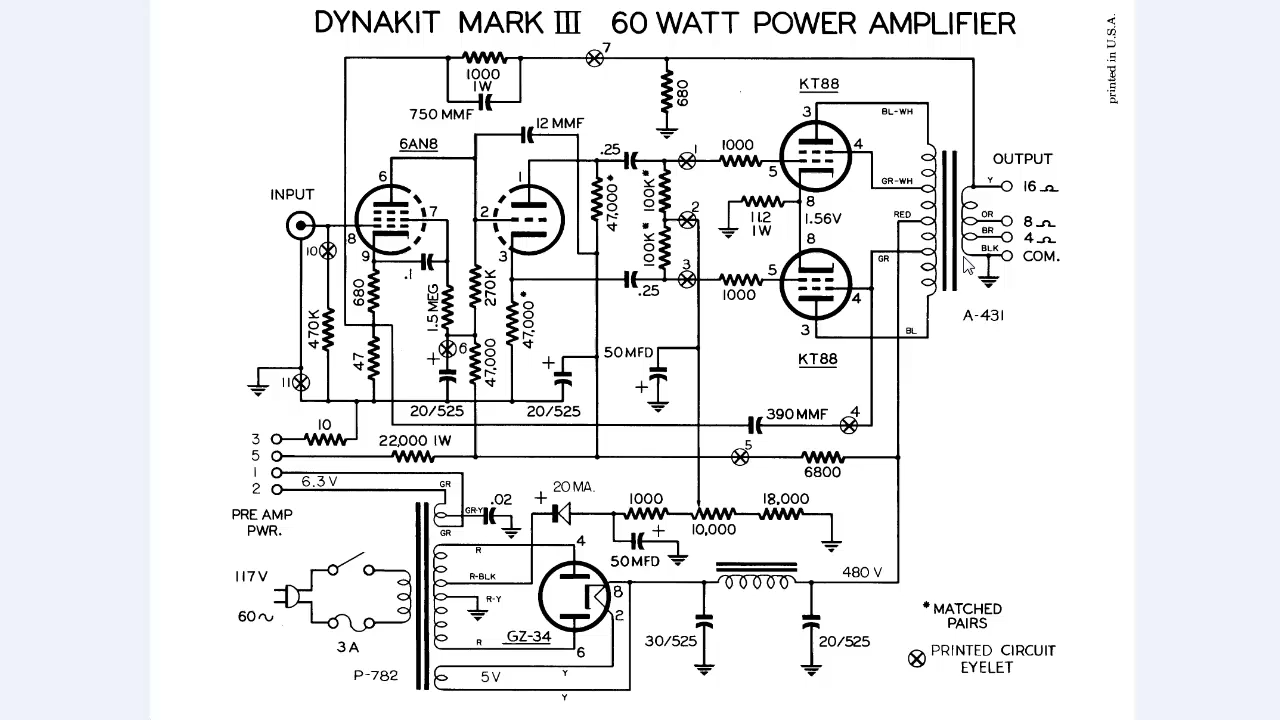 DYNAKIT MARK III 60 WATT POWER AMPLIFIER
printed in U.S.A.
7
1000
1W
750 MMF
680
KT88
3
BL-WH
12 MMF
6AN8
.25
1
1000
4
5
OUTPUT
6
1
47,000*
100K*
GR-WH
Y
16 Ω
INPUT
7
2
2
11.2
1W
8
1.56V
RED
OR
8 Ω
BR
4 Ω
8
10
9
.1
3
100K*
3
8
5
4
GR
BLK
COM.
680
1.5 MEG
270K
.25
1000
470K
47,000*
3
BL
A-431
47
+
6
47,000
+
50 MFD
+
KT88
11
20/525
20/525
390 MMF
4
3
10
5
22,000 1W
5
6800
1
6.3 V
2
GR
GR-Y
.02
GR
+
20 MA.
1000
10,000
18,000
PRE AMP
PWR.
50 MFD
+
R
4
117V
60~
R-BLK
R-Y
8
2
480 V
3A
R
GZ-34
6
30/525
20/525
* MATCHED
PAIRS
PRINTED CIRCUIT
EYELET
P-782
5V
Y
Y